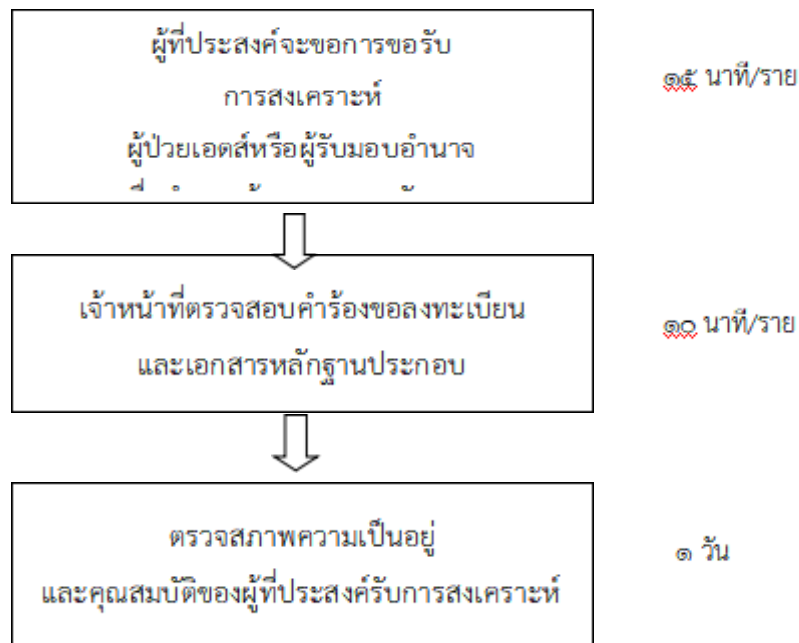 ผู้ที่ประสงค์จะขอการขอรับ
การสงเคราะห์
ผู้ป่วยเอดส์หรือผู้รับมอบอำนาจ
๑๕ นาที/ราย
เจ้าหน้าที่ตรวจสอบคำร้องขอลงทะเบียน
และเอกสารหลักฐานประกอบ
๑๐ นาที/ราย
ตรวจสภาพความเป็นอยู่
และคุณสมบัติของผู้ที่ประสงค์รับการสงเคราะห์
๑ วัน